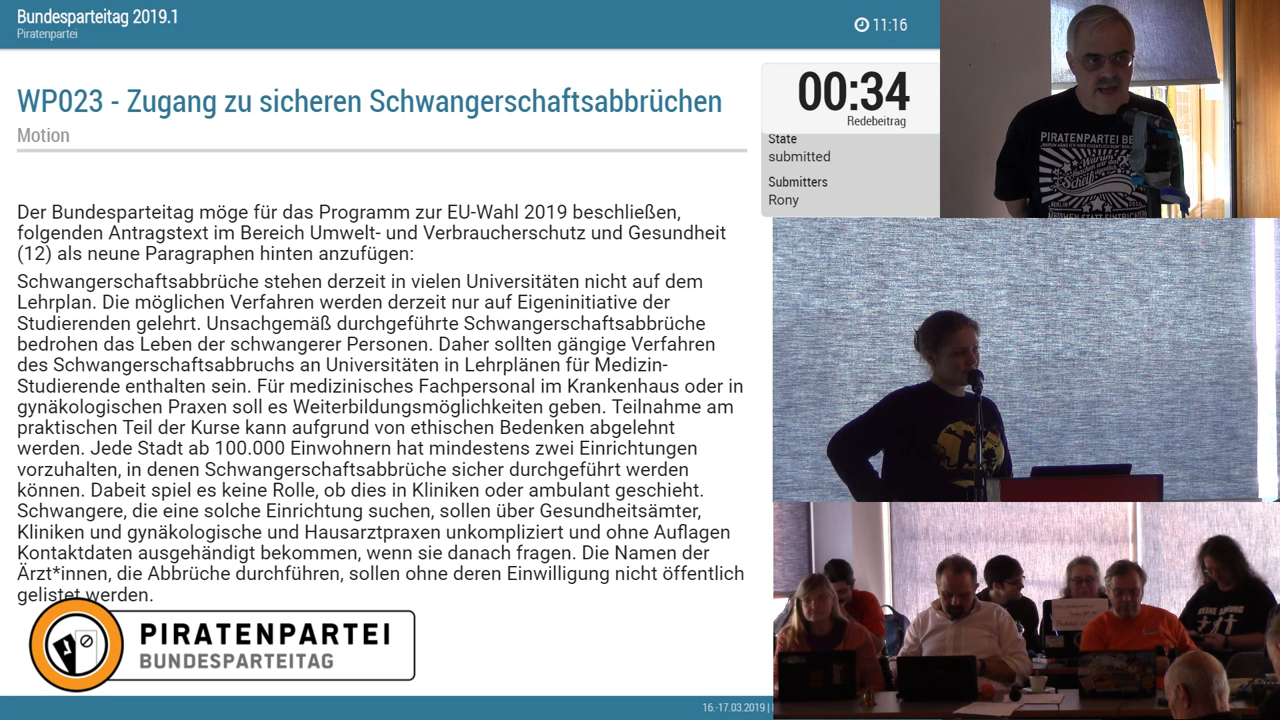 Bundesparteitag 2019.1
Piratenpartei
11:16
WP023 - Zugang zu sicheren Schwangerschaftsabbrüchen
Motion
00:34
Redebeitrag
State
submitted
Submitters
Rony
Der Bundesparteitag möge für das Programm zur EU-Wahl 2019 beschließen,
folgenden Antragstext im Bereich Umwelt- und Verbraucherschutz und Gesundheit
(12) als neune Paragraphen hinten anzufügen:
Schwangerschaftsabbrüche stehen derzeit in vielen Universitäten nicht auf dem
Lehrplan. Die möglichen Verfahren werden derzeit nur auf Eigeninitiative der
Studierenden gelehrt. Unsachgemäß durchgeführte Schwangerschaftsabbrüche
bedrohen das Leben der schwangerer Personen. Daher sollten gängige Verfahren
des Schwangerschaftsabbruchs an Universitäten in Lehrplänen für Medizin-
Studierende enthalten sein. Für medizinisches Fachpersonal im Krankenhaus oder in
gynäkologischen Praxen soll es Weiterbildungsmöglichkeiten geben. Teilnahme am
praktischen Teil der Kurse kann aufgrund von ethischen Bedenken abgelehnt
werden. Jede Stadt ab 100.000 Einwohnern hat mindestens zwei Einrichtungen
vorzuhalten, in denen Schwangerschaftsabbrüche sicher durchgeführt werden
können. Dabeit spiel es keine Rolle, ob dies in Kliniken oder ambulant geschieht.
Schwangere, die eine solche Einrichtung suchen, sollen über Gesundheitsämter,
Kliniken und gynäkologische und Hausarztpraxen unkompliziert und ohne Auflagen
Kontaktdaten ausgehändigt bekommen, wenn sie danach fragen. Die Namen der
Ärzt*innen, die Abbrüche durchführen, sollen ohne deren Einwilligung nicht öffentlich
gelistet werden.
PIRATENPARTEI
BUNDESPARTEITAG
16.-17.03.2019 |
PIRATENPARTEI BE